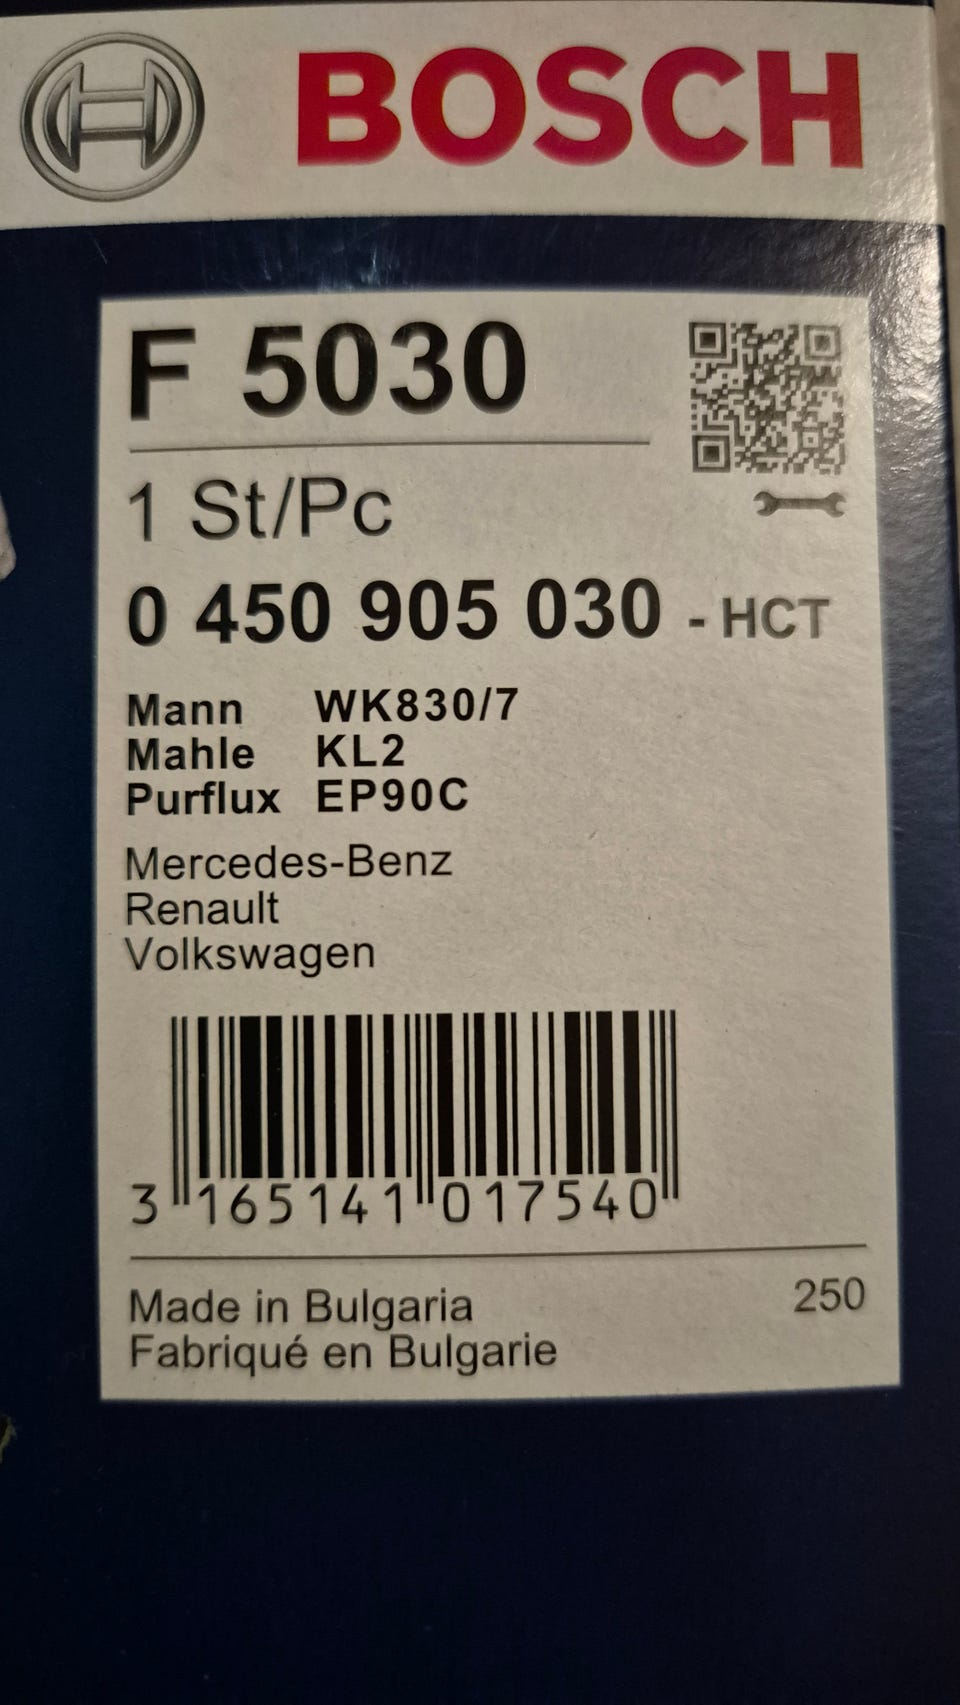 BOSCH
F 5030
1 St/Pc
0 450 905 030 - HCT
Mann WK830/7
Mahle KL2
Purflux EP90C
Mercedes-Benz
Renault
Volkswagen
3 165141 017540
Made in Bulgaria 250
Fabriqué en Bulgarie